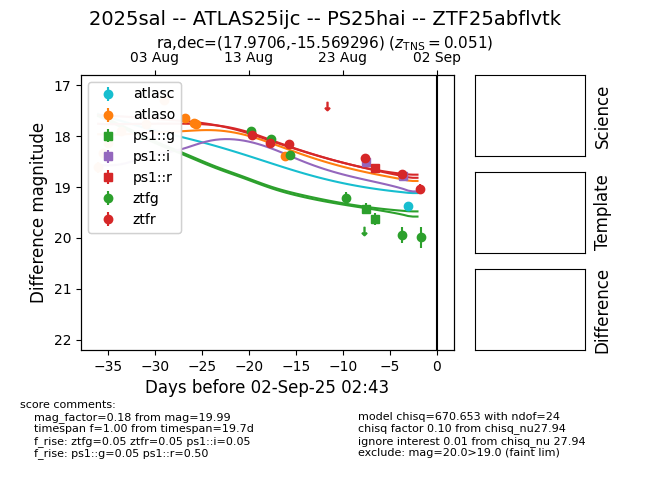 2025sal -- ATLAS25ijc -- PS25hai -- ZTF25abflvtk
ra,dec=(17.9706,-15.569296) (z_TNS = 0.051)
03 Aug 13 Aug 23 Aug 02 Sep
17
18
19
20
21
22
Difference magnitude
atlasc
atlaso
ps1::g
ps1::i
ps1::r
ztfg
ztfr
−35 −30 −25 −20 −15 −10 −5 0
Days before 02-Sep-25 02:43
Science
Template
Difference
score comments:
mag_factor=0.18 from mag=19.99
timespan f=1.00 from timespan=19.7d
f_rise: ztfg=0.05 ztfr=0.05 ps1::i=0.05
f_rise: ps1::g=0.05 ps1::r=0.50
model chisq=670.653 with ndof=24
chisq factor 0.10 from chisq_nu27.94
ignore interest 0.01 from chisq_nu 27.94
exclude: mag=20.0>19.0 (faint lim)